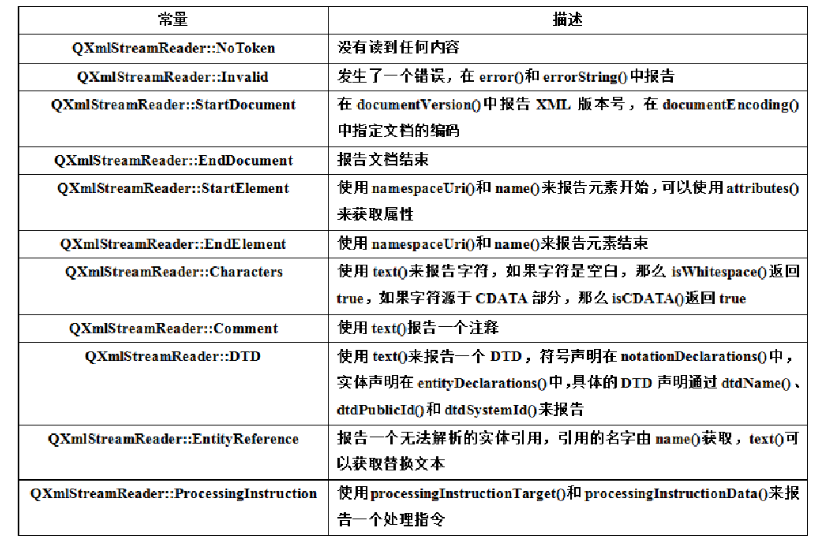 常量 描述
QXmlStreamReader::NoToken 没有读到任何内容
QXmlStreamReader::Invalid 发生了一个错误，在 error()和 errorString()中报告
QXmlStreamReader::StartDocument 在 documentVersion()中报告 XML 版本号，在 documentEncoding()
中指定文档的编码
QXmlStreamReader::EndDocument 报告文档结束
QXmlStreamReader::StartElement 使用 namespaceUri()和 name()来报告元素开始，可以使用 attributes()
来获取属性
QXmlStreamReader::EndElement 使用 namespaceUri()和 name()来报告元素结束
QXmlStreamReader::Characters 使用 text()来报告字符，如果字符是空白，那么 isWhitespace()返回
true，如果字符源于 CDATA 部分，那么 isCDATA()返回 true
QXmlStreamReader::Comment 使用 text()报告一个注释
QXmlStreamReader::DTD 使用 text()来报告一个 DTD，符号声明在 notationDeclarations()中，
实体声明在 entityDeclarations()中，具体的 DTD 声明通过 dtdName()、
dtdPublicId()和 dtdSystemId()来报告
QXmlStreamReader::EntityReference 报告一个无法解析的实体引用，引用的名字由 name()获取，text()可
以获取替换文本
QXmlStreamReader::ProcessingInstruction 使用 processingInstructionTarget()和 processingInstructionData()来报
告一个处理指令